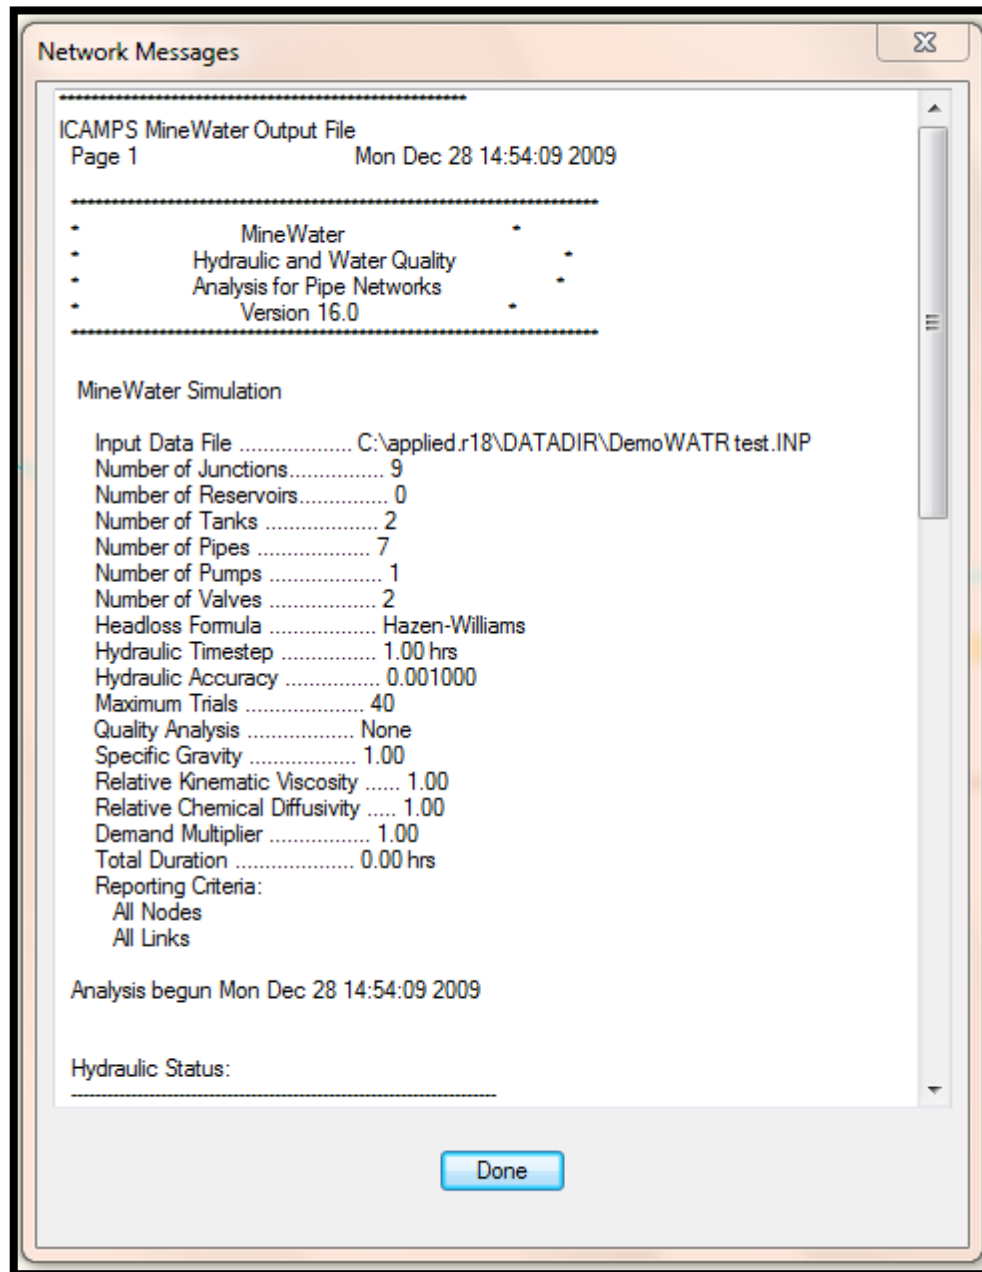 Network Messages
****************************************************
ICAMPS MineWater Output File
Page 1 Mon Dec 28 14:54:09 2009
******************************************************************
* MineWater *
* Hydraulic and Water Quality *
* Analysis for Pipe Networks *
* Version 16.0 *
******************************************************************
MineWater Simulation
Input Data File ................... C:\applied.r18\DATADIR\DemoWATR test.INP
Number of Junctions................ 9
Number of Reservoirs............... 0
Number of Tanks ................... 2
Number of Pipes ................... 7
Number of Pumps ................... 1
Number of Valves .................. 2
Headloss Formula .................. Hazen-Williams
Hydraulic Timestep ................ 1.00 hrs
Hydraulic Accuracy ................ 0.001000
Maximum Trials .................... 40
Quality Analysis .................. None
Specific Gravity .................. 1.00
Relative Kinematic Viscosity ...... 1.00
Relative Chemical Diffusivity ..... 1.00
Demand Multiplier ................. 1.00
Total Duration .................... 0.00 hrs
Reporting Criteria:
All Nodes
All Links
Analysis begun Mon Dec 28 14:54:09 2009
Hydraulic Status:
-----------------------------------------------------------------------
Done